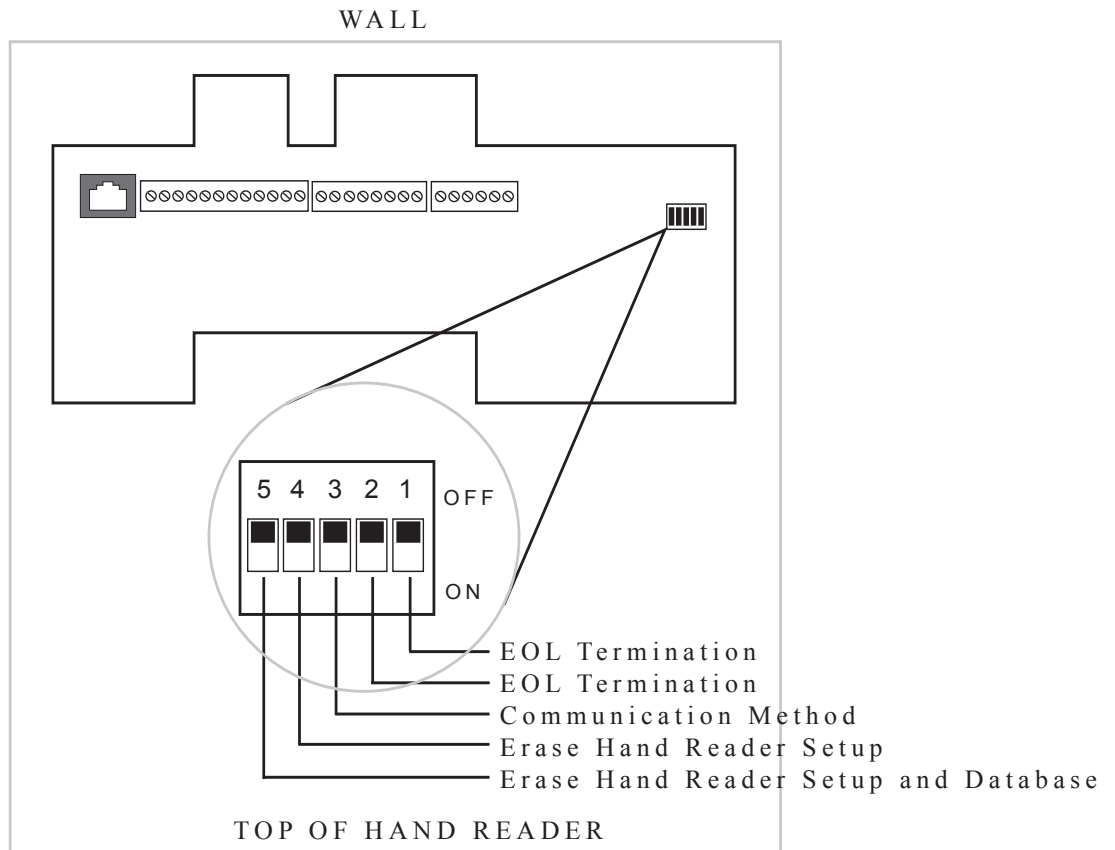 WALL
5 4 3 2 1
OFF
ON
EOL Termination
EOL Termination
Communication Method
Erase Hand Reader Setup
Erase Hand Reader Setup and Database
TOP OF HAND READER